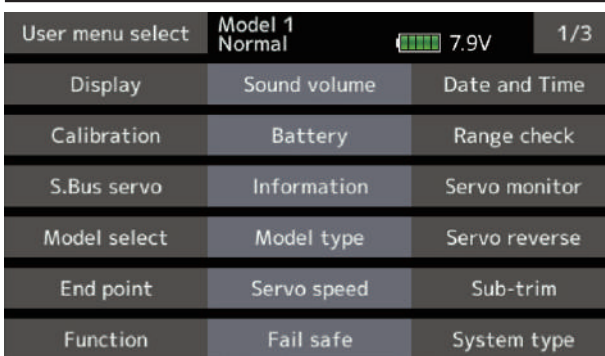 User menu select Model 1 Normal 7.9V 1/3
Display Sound volume Date and Time
Calibration Battery Range check
S.Bus servo Information Servo monitor
Model select Model type Servo reverse
End point Servo speed Sub-trim
Function Fail safe System type